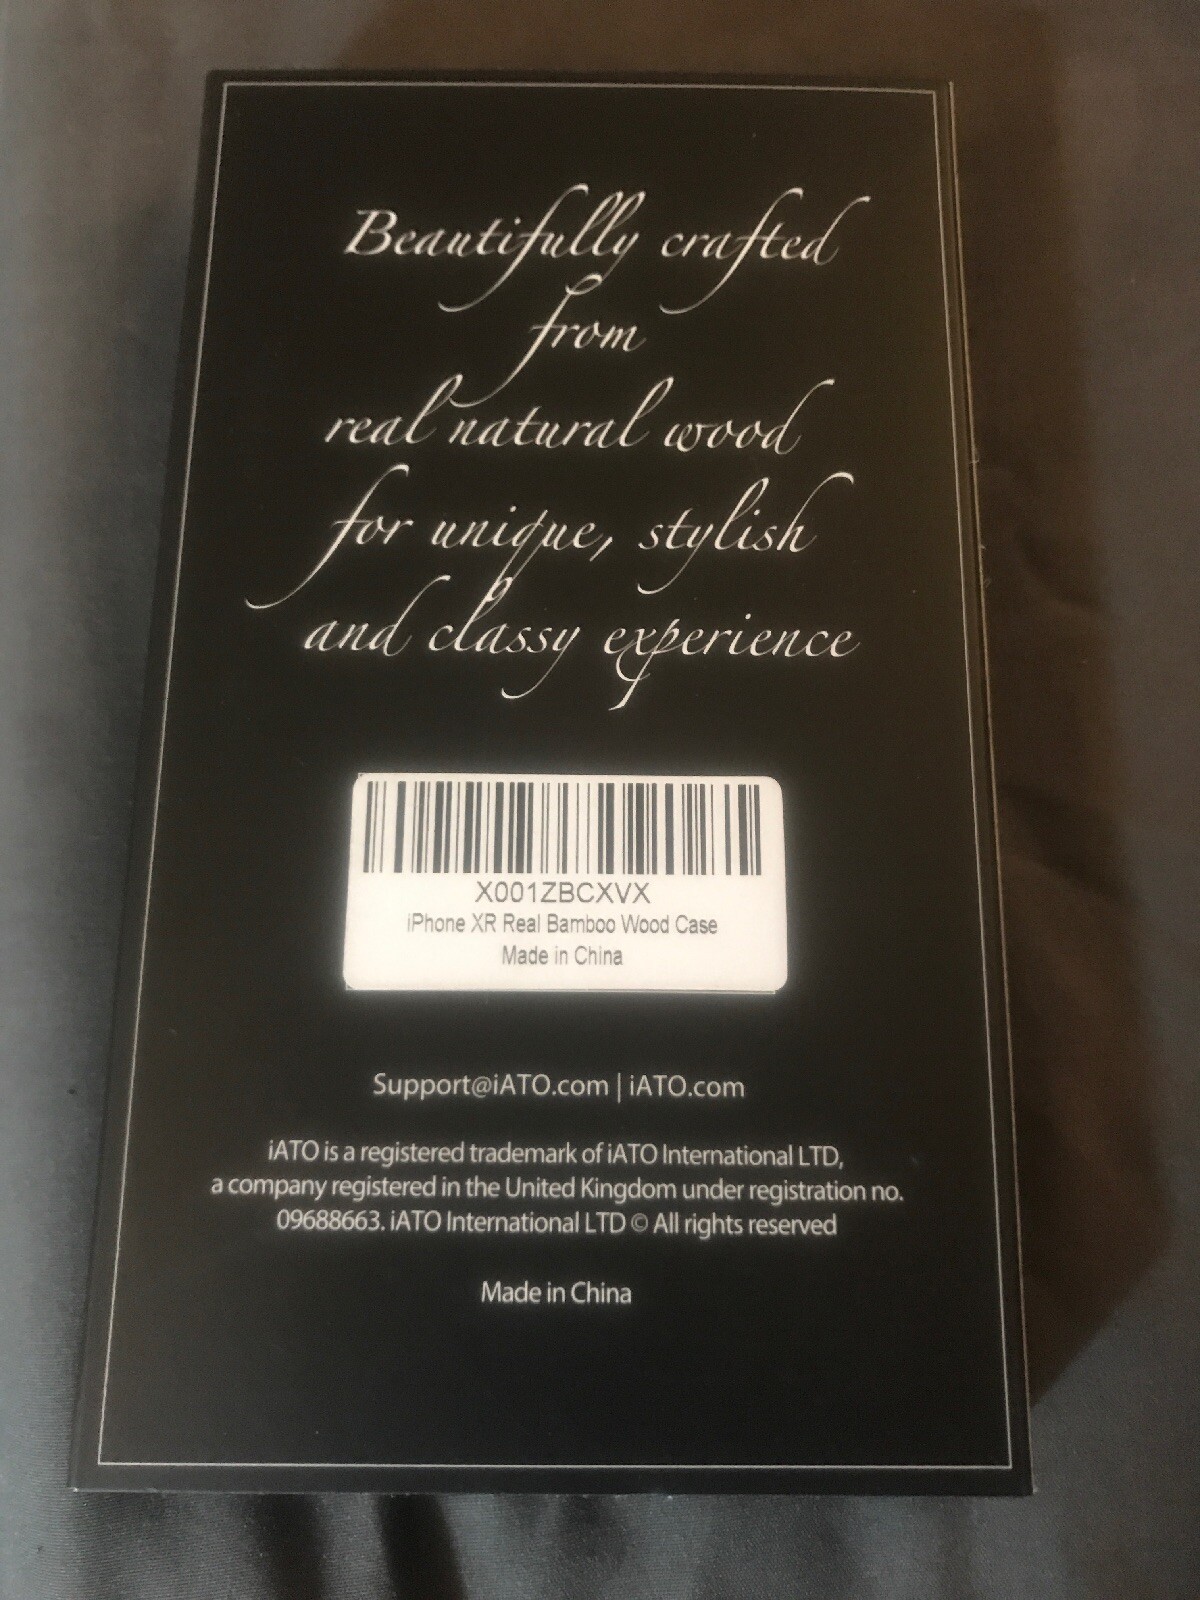 Beautifully crafted
from
real natural wood
for unique, stylish
and classy experience
X001ZBCXVX
iPhone XR Real Bamboo Wood Case
Made in China
Support@iATO.com | iATO.com
iATO is a registered trademark of iATO International LTD,
a company registered in the United Kingdom under registration no.
09688663. iATO International LTD © All rights reserved
Made in China